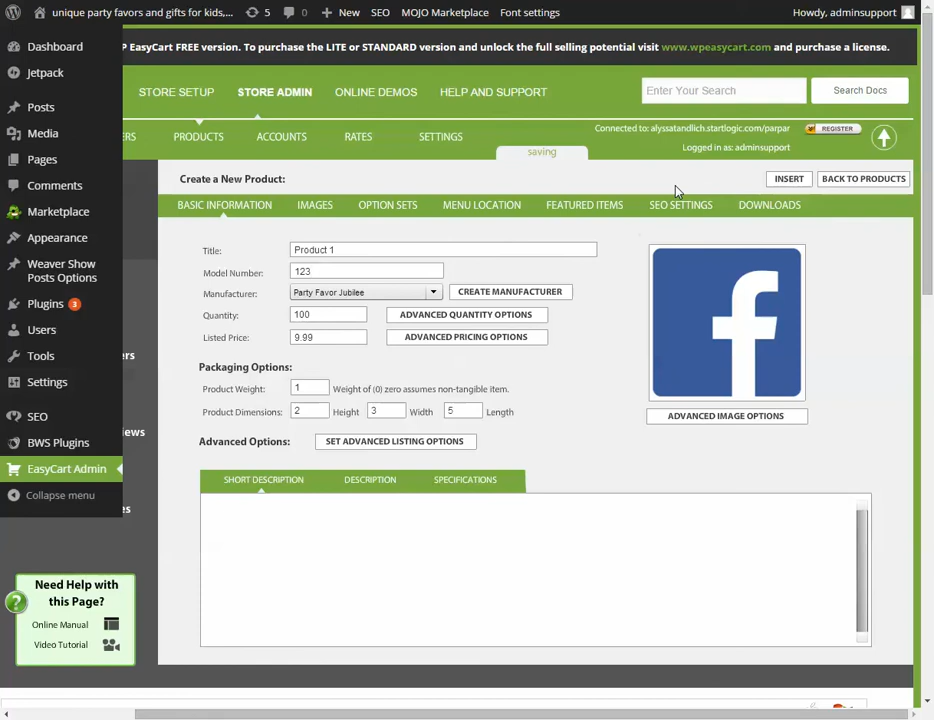 unique party favors and gifts for kids,... 5 0 + New SEO MOJO Marketplace Font settings Howdy, adminsupport
P EasyCart FREE version. To purchase the LITE or STANDARD version and unlock the full selling potential visit www.wpeasycart.com and purchase a license.
Dashboard
Jetpack
Posts
Media
Pages
Comments
Marketplace
Appearance
Weaver Show
Posts Options
Plugins 3
Users
Tools
Settings
SEO
BWS Plugins
EasyCart Admin
Collapse menu
STORE SETUP STORE ADMIN ONLINE DEMOS HELP AND SUPPORT
Enter Your Search Search Docs
ERS PRODUCTS ACCOUNTS RATES SETTINGS
Connected to: alyssatandlich.startlogic.com/parpar REGISTER
Logged in as: adminsupport
saving
Create a New Product: INSERT BACK TO PRODUCTS
BASIC INFORMATION IMAGES OPTION SETS MENU LOCATION FEATURED ITEMS SEO SETTINGS DOWNLOADS
Title: Product 1
Model Number: 123
Manufacturer: Party Favor Jubilee CREATE MANUFACTURER
Quantity: 100 ADVANCED QUANTITY OPTIONS
Listed Price: 9.99 ADVANCED PRICING OPTIONS
f
ADVANCED IMAGE OPTIONS
Packaging Options:
Product Weight: 1 Weight of (0) zero assumes non-tangible item.
Product Dimensions: 2 Height 3 Width 5 Length
Advanced Options: SET ADVANCED LISTING OPTIONS
SHORT DESCRIPTION DESCRIPTION SPECIFICATIONS
ers
iews
es
Need Help with
this Page?
? Online Manual
Video Tutorial